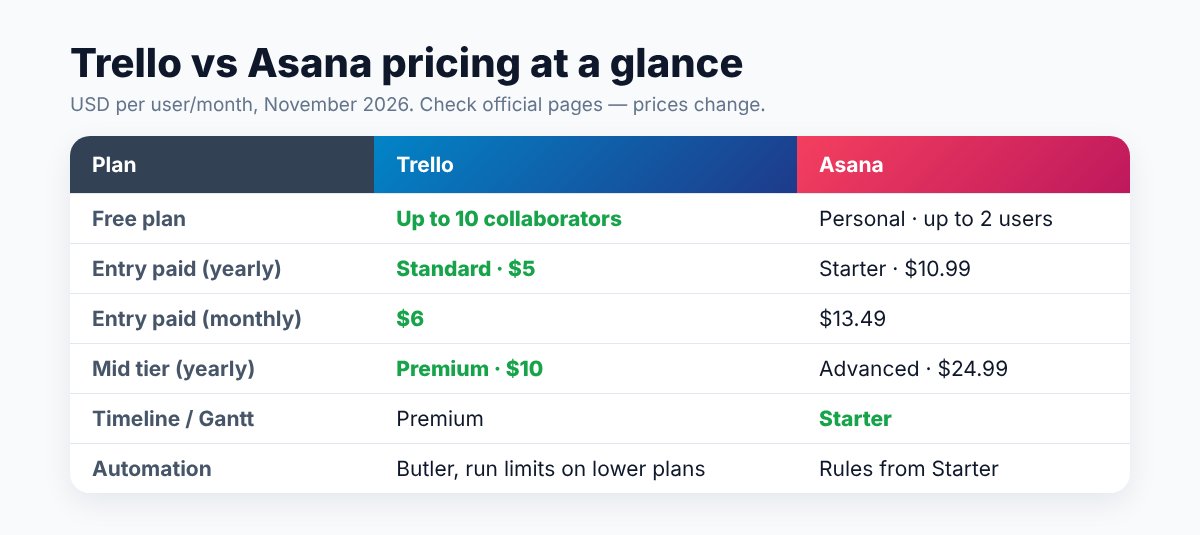 Trello vs Asana pricing at a glance
USD per user/month, November 2026. Check official pages — prices change.
Plan Trello Asana
Free plan Up to 10 collaborators Personal · up to 2 users
Entry paid (yearly) Standard · $5 Starter · $10.99
Entry paid (monthly) $6 $13.49
Mid tier (yearly) Premium · $10 Advanced · $24.99
Timeline / Gantt Premium Starter
Automation Butler, run limits on lower plans Rules from Starter